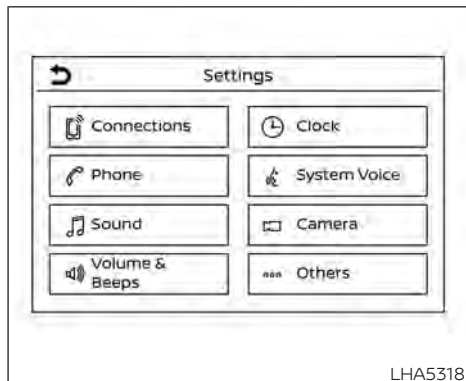 Settings
Connections
Clock
Phone
System Voice
Sound
Camera
Volume &
Beeps
Others
LHA5318